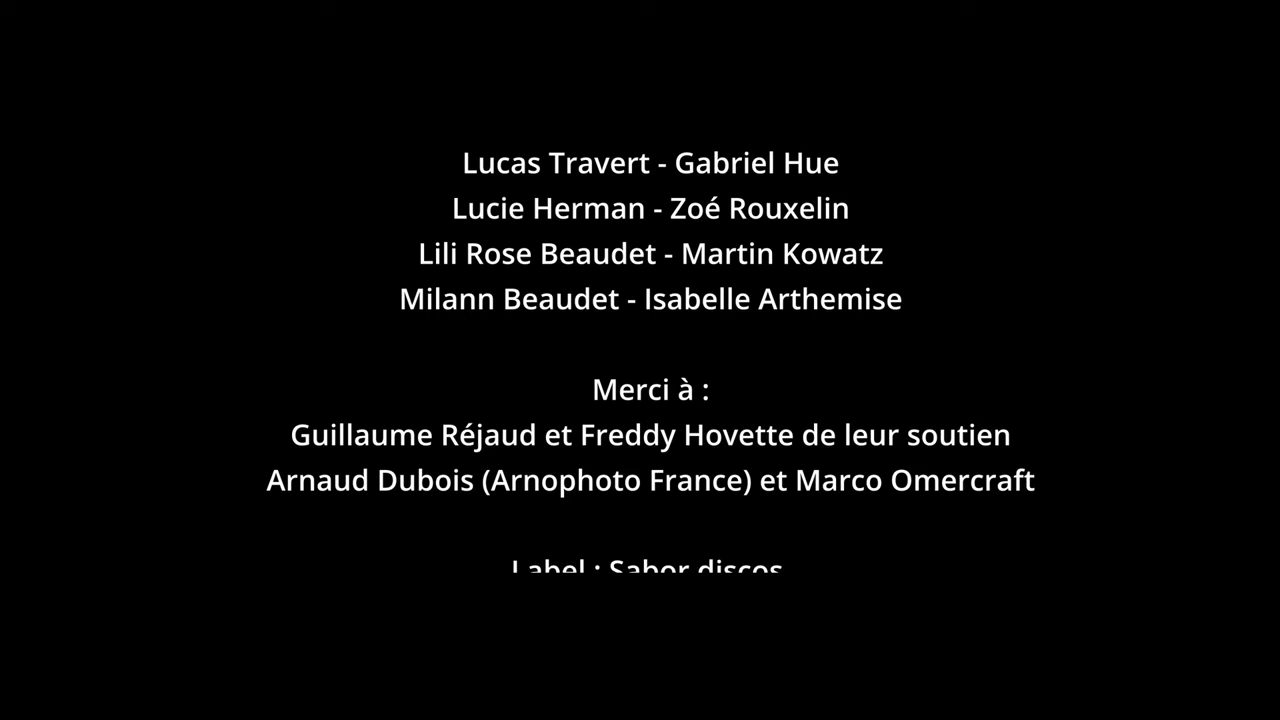 Lucas Travert - Gabriel Hue
Lucie Herman - Zoé Rouxelin
Lili Rose Beaudet - Martin Kowatz
Milann Beaudet - Isabelle Arthemise
Merci à :
Guillaume Réjaud et Freddy Hovette de leur soutien
Arnaud Dubois (Arnophoto France) et Marco Omercraft
Label : Sabor discos